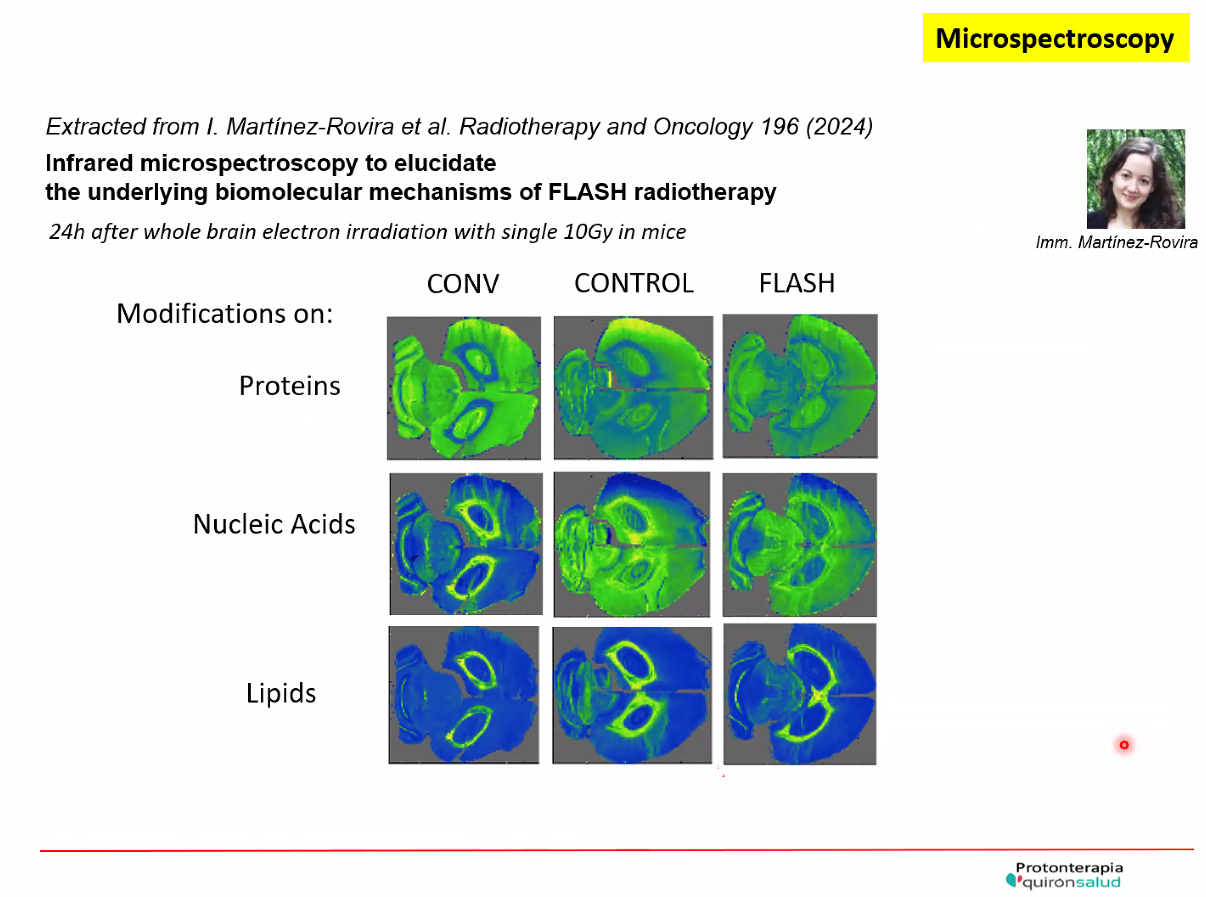 Microspectroscopy
Extracted from I. Martínez-Rovira et al. Radiotherapy and Oncology 196 (2024)
Infrared microspectroscopy to elucidate
the underlying biomolecular mechanisms of FLASH radiotherapy
24h after whole brain electron irradiation with single 10Gy in mice
Imm. Martínez-Rovira
CONV CONTROL FLASH
Modifications on:
Proteins
Nucleic Acids
Lipids
Protonterapia
quirónsalud